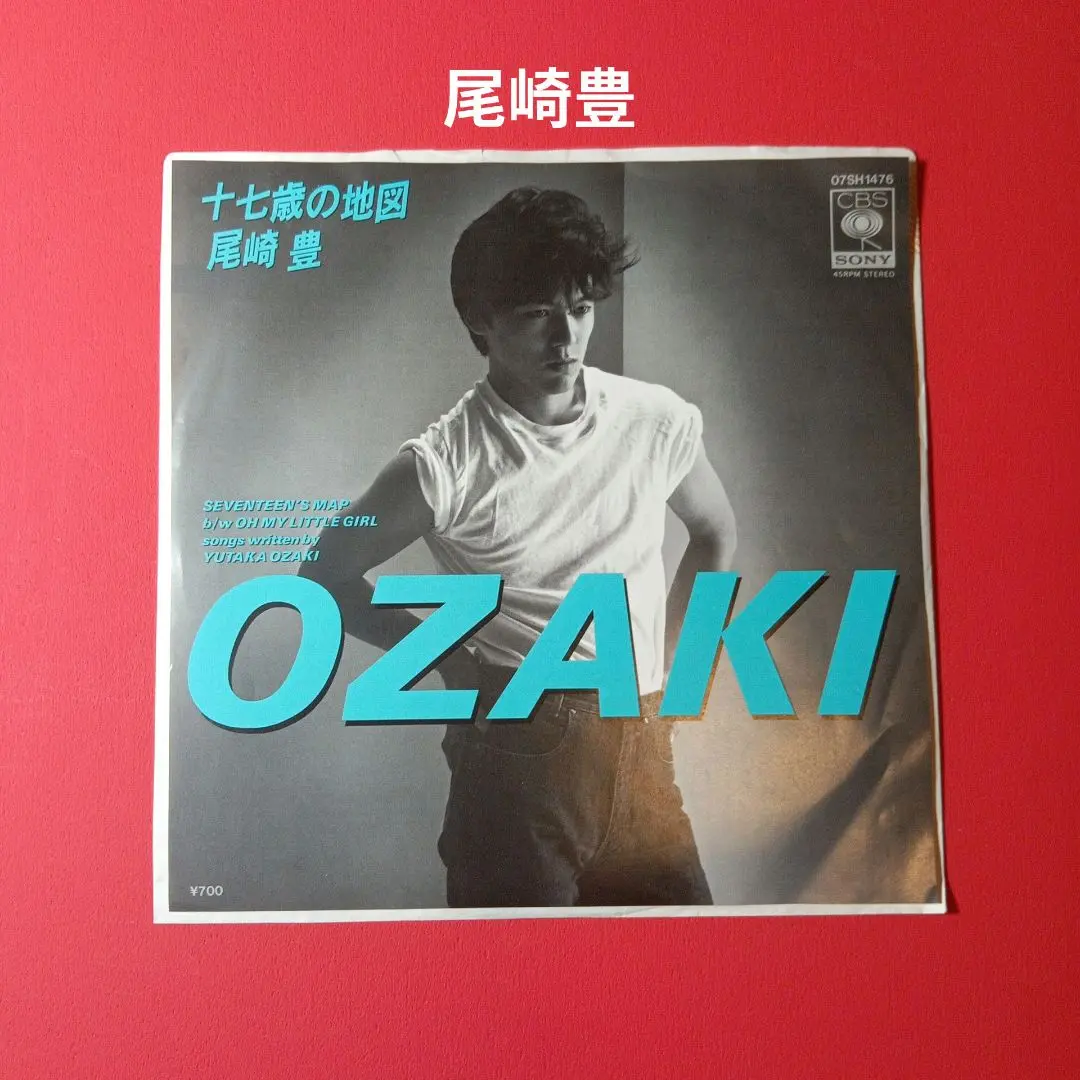 尾崎豊
十七歳の地図
尾崎 豊
07SH1476
CBS
SONY
45RPM STEREO
SEVENTEEN'S MAP
b/w OH MY LITTLE GIRL
songs written by
YUTAKA OZAKI
OZAKI
¥700